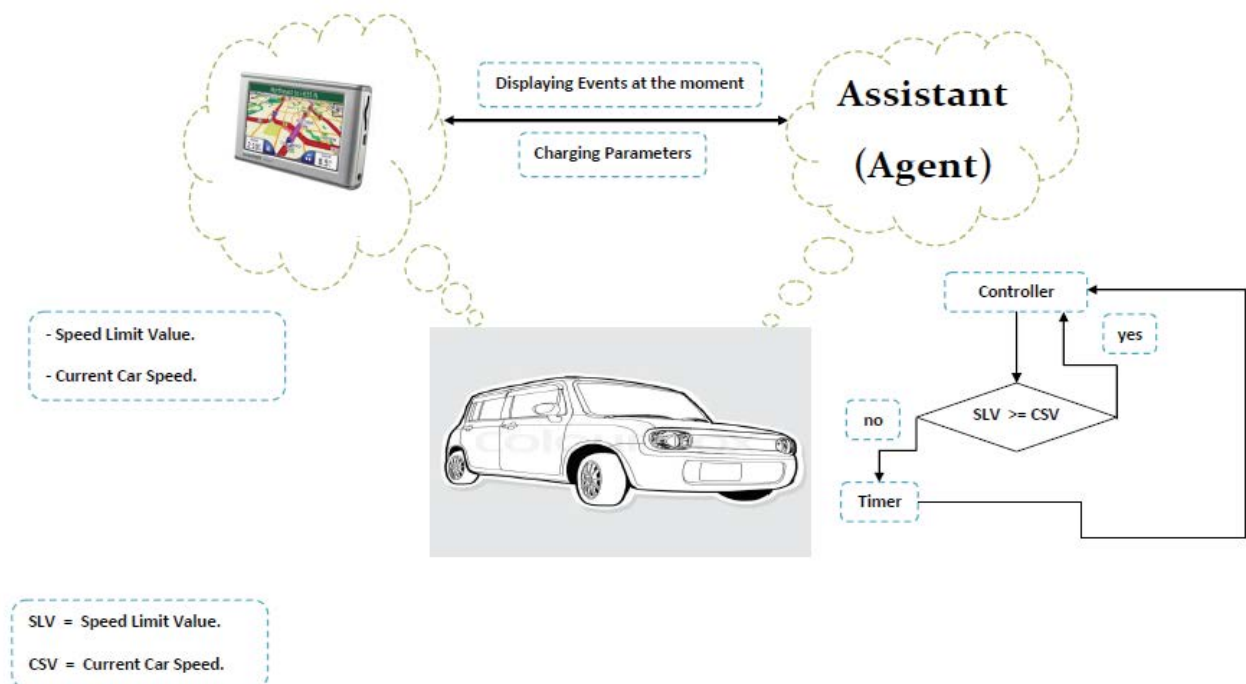 Displaying Events at the moment
Charging Parameters
Assistant
(Agent)
- Speed Limit Value.
- Current Car Speed.
Controller
yes
SLV >= CSV
no
Timer
SLV = Speed Limit Value.
CSV = Current Car Speed.